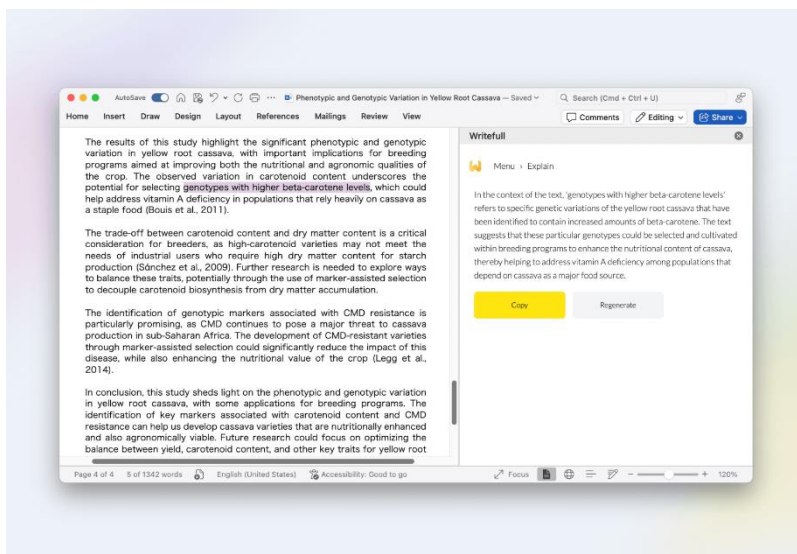 AutoSave
Phenotypic and Genotypic Variation in Yellow Root Cassava — Saved
Search (Cmd + Ctrl + U)
Home Insert Draw Design Layout References Mailings Review View
Comments Editing Share
The results of this study highlight the significant phenotypic and genotypic
variation in yellow root cassava, with important implications for breeding
programs aimed at improving both the nutritional and agronomic qualities of
the crop. The observed variation in carotenoid content underscores the
potential for selecting genotypes with higher beta-carotene levels, which could
help address vitamin A deficiency in populations that rely heavily on cassava as
a staple food (Bouis et al., 2011).
The trade-off between carotenoid content and dry matter content is a critical
consideration for breeders, as high-carotenoid varieties may not meet the
needs of industrial users who require high dry matter content for starch
production (Sánchez et al., 2009). Further research is needed to explore ways
to balance these traits, potentially through the use of marker-assisted selection
to decouple carotenoid biosynthesis from dry matter accumulation.
The identification of genotypic markers associated with CMD resistance is
particularly promising, as CMD continues to pose a major threat to cassava
production in sub-Saharan Africa. The development of CMD-resistant varieties
through marker-assisted selection could significantly reduce the impact of this
disease, while also enhancing the nutritional value of the crop (Legg et al.,
2014).
In conclusion, this study sheds light on the phenotypic and genotypic variation
in yellow root cassava, with some applications for breeding programs. The
identification of key markers associated with carotenoid content and CMD
resistance can help us develop cassava varieties that are nutritionally enhanced
and also agronomically viable. Future research could focus on optimizing the
balance between yield, carotenoid content, and other key traits for yellow root
Writefull
Menu › Explain
In the context of the text, 'genotypes with higher beta-carotene levels'
refers to specific genetic variations of the yellow root cassava that have
been identified to contain increased amounts of beta-carotene. The text
suggests that these particular genotypes could be selected and cultivated
within breeding programs to enhance the nutritional content of cassava,
thereby helping to address vitamin A deficiency among populations that
depend on cassava as a major food source.
Copy Regenerate
Page 4 of 4 5 of 1342 words English (United States) Accessibility: Good to go Focus 120%